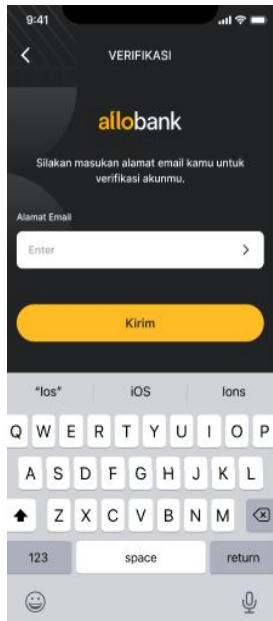 9:41
VERIFIKASI
allobank
Silakan masukan alamat email kamu untuk
verifikasi akunmu.
Alamat Email
Enter
Kirim
"Ios" iOS Ions
Q W E R T Y U I O P
A S D F G H J K L
Z X C V B N M
123 space return